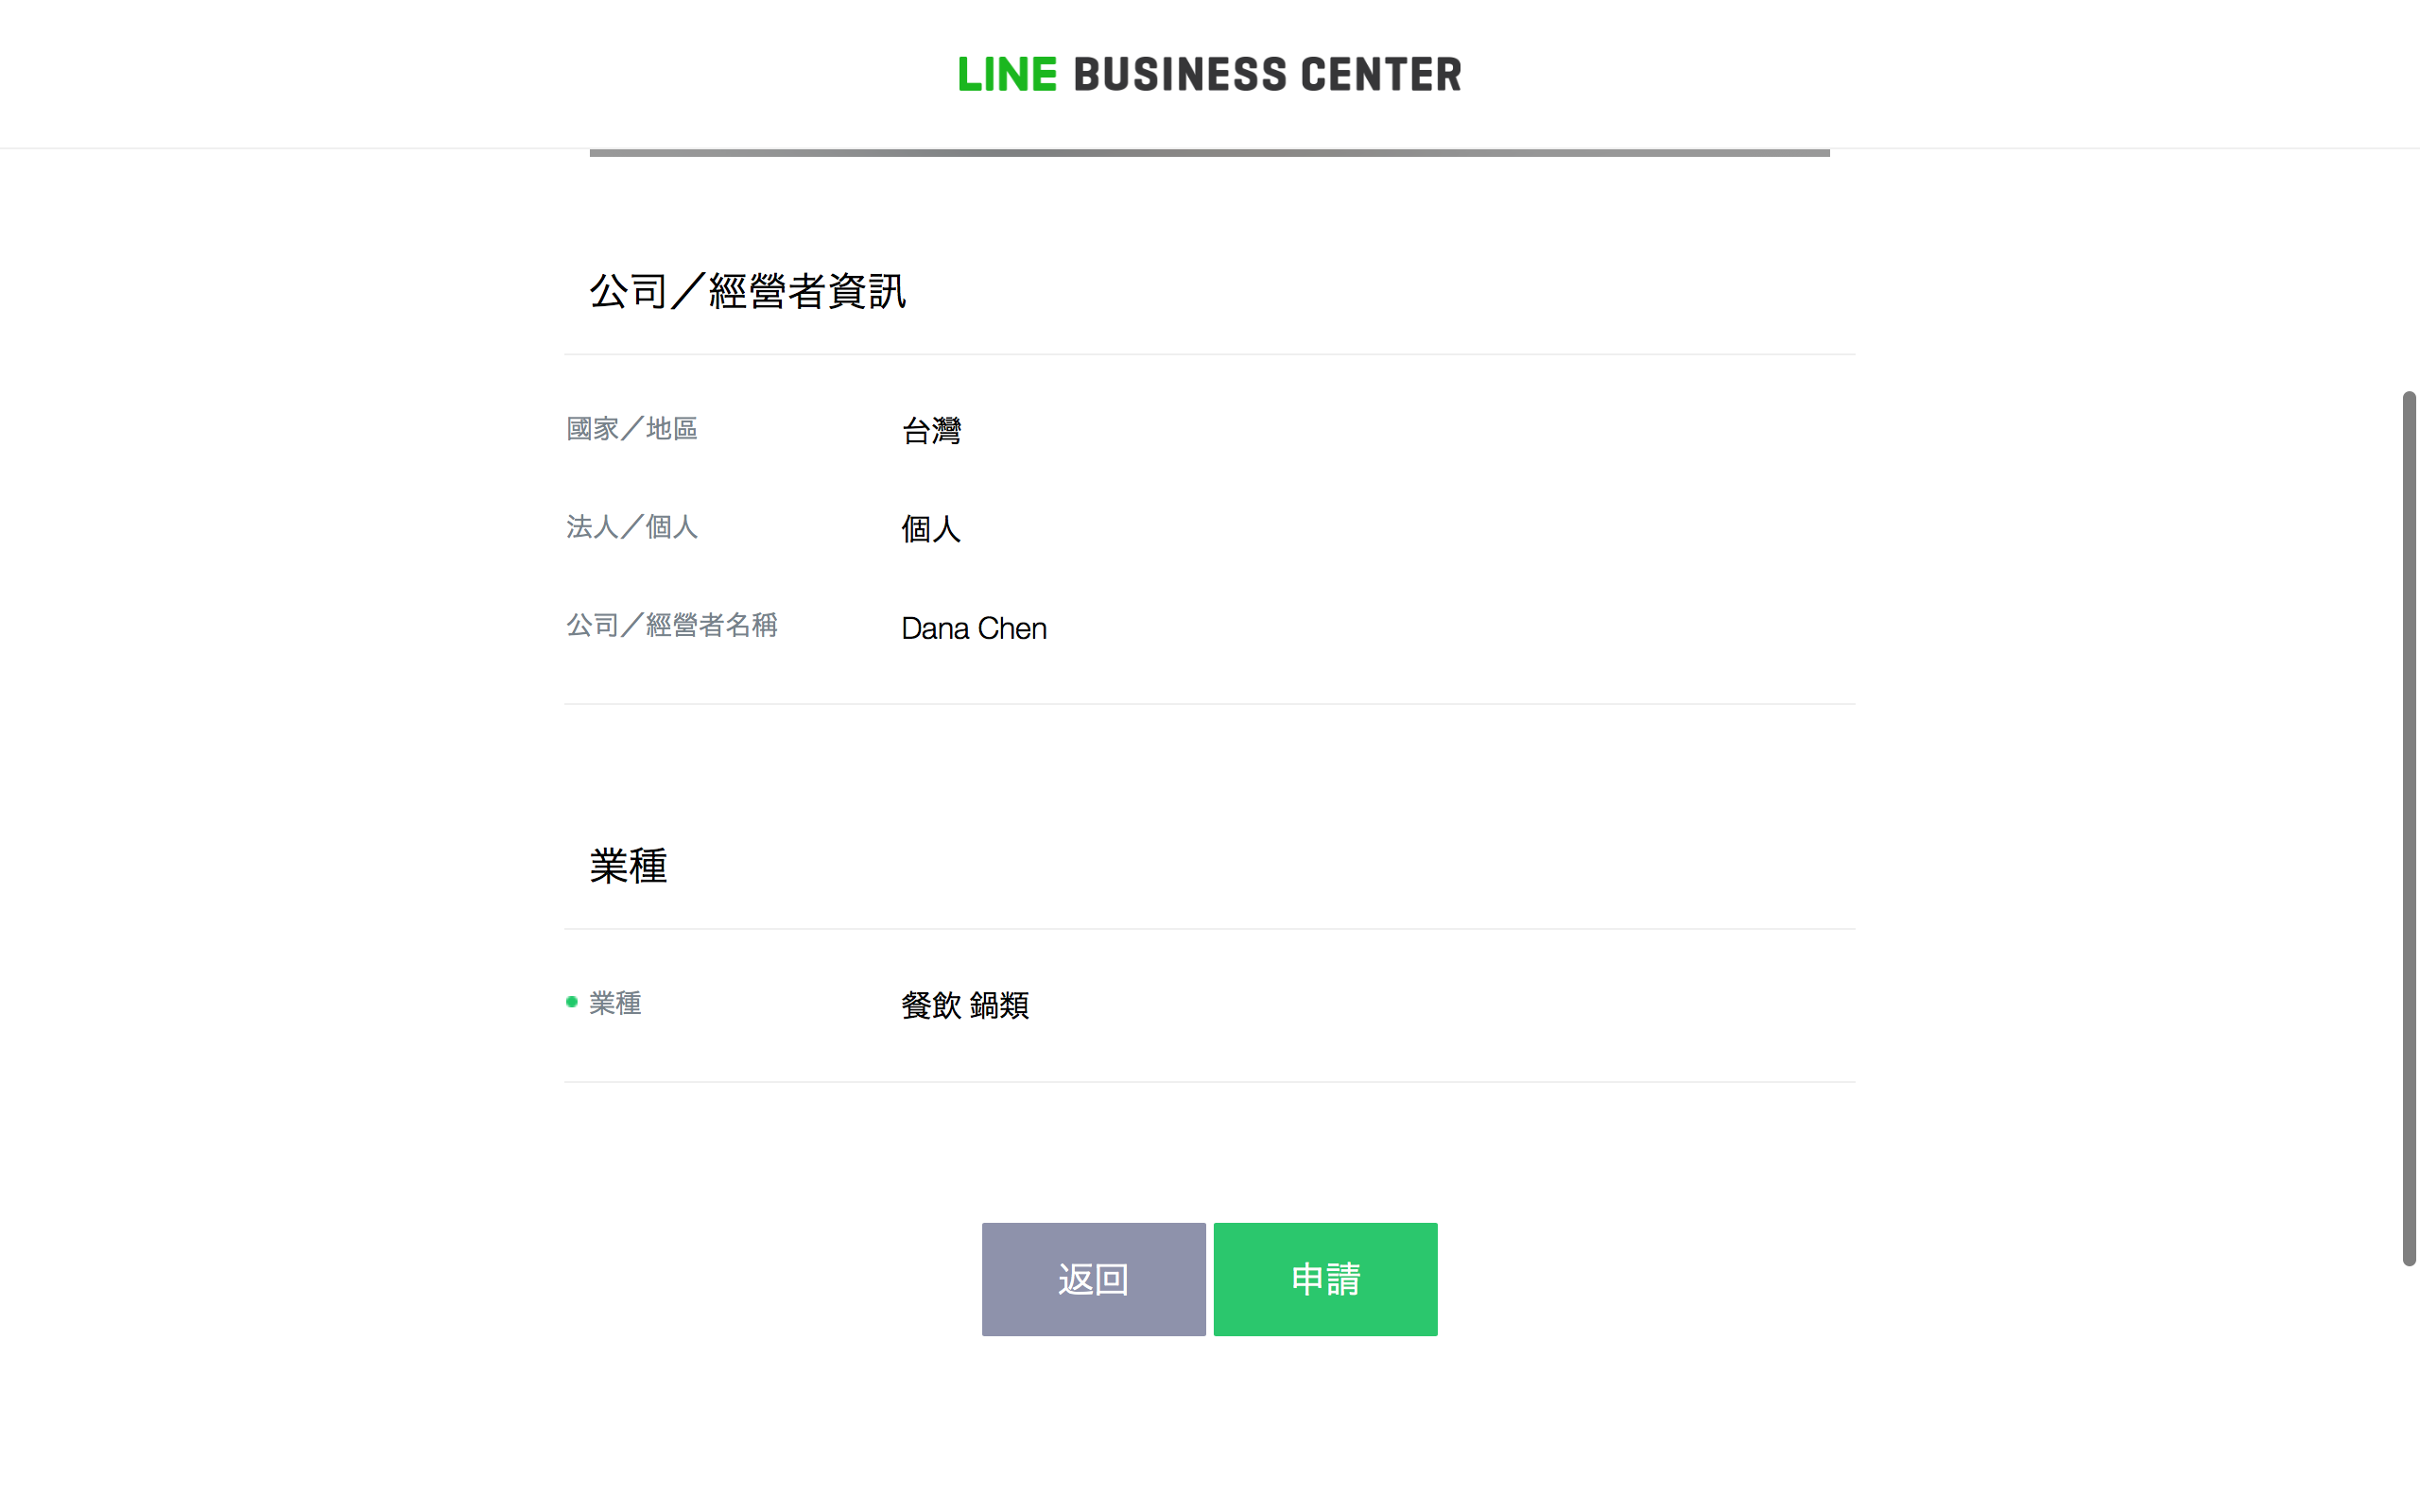 LINE BUSINESS CENTER
公司／經營者資訊
國家／地區 台灣
法人／個人 個人
公司／經營者名稱 Dana Chen
業種
業種 餐飲 鍋類
返回 申請